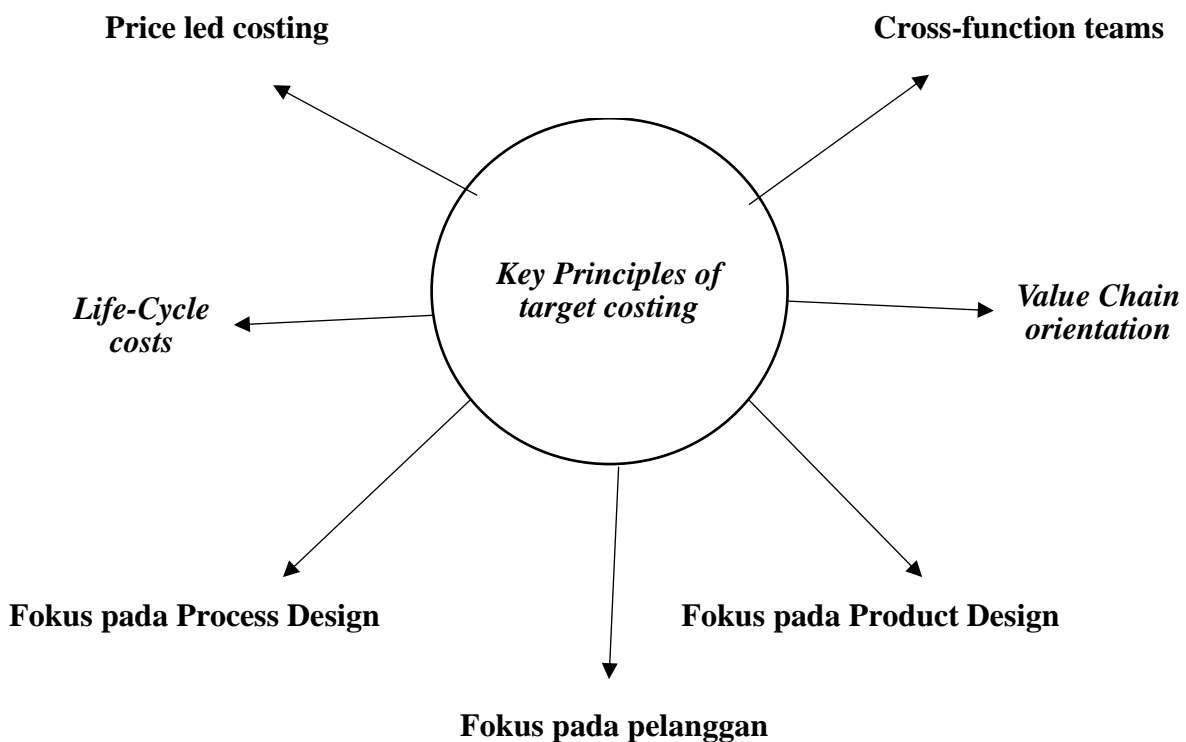 Price led costing
Cross-function teams
Key Principles of
target costing
Life-Cycle
costs
Value Chain
orientation
Fokus pada Process Design
Fokus pada Product Design
Fokus pada pelanggan